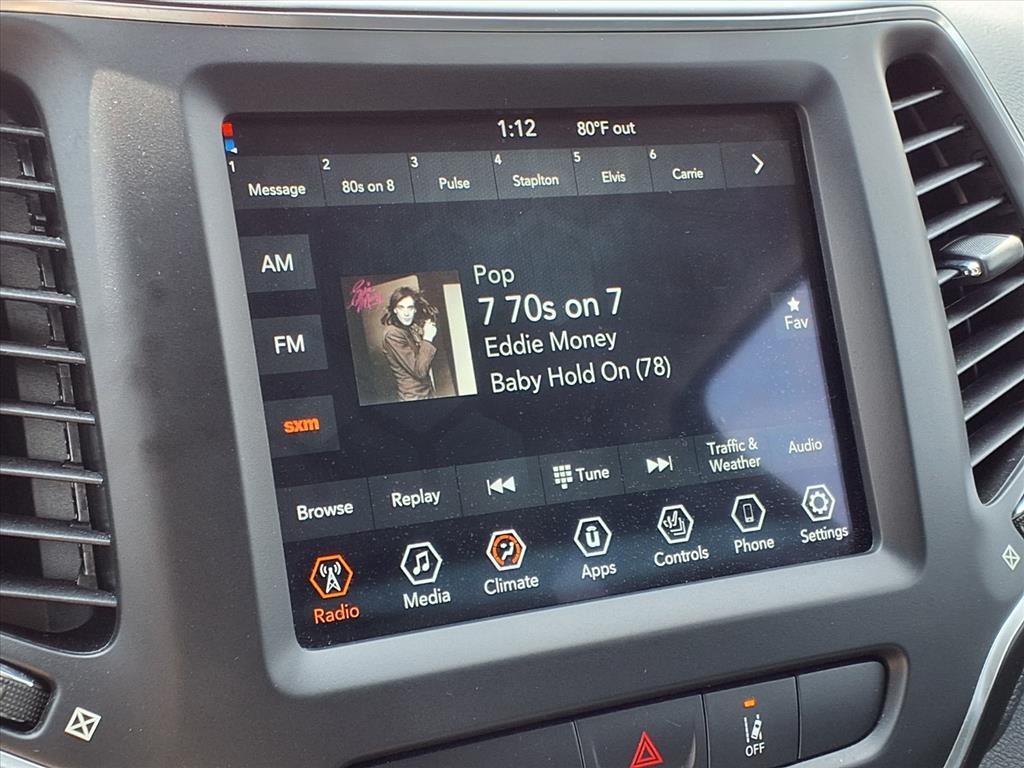 1:12 80°F out
1 Message 2 80s on 8 3 Pulse 4 Staplton 5 Elvis 6 Carrie
AM
FM
sxm
Eddie Money
Pop
7 70s on 7
Eddie Money
Baby Hold On (78)
Fav
Browse Replay Tune Traffic & Weather Audio
Radio Media Climate Apps Controls Phone Settings
OFF